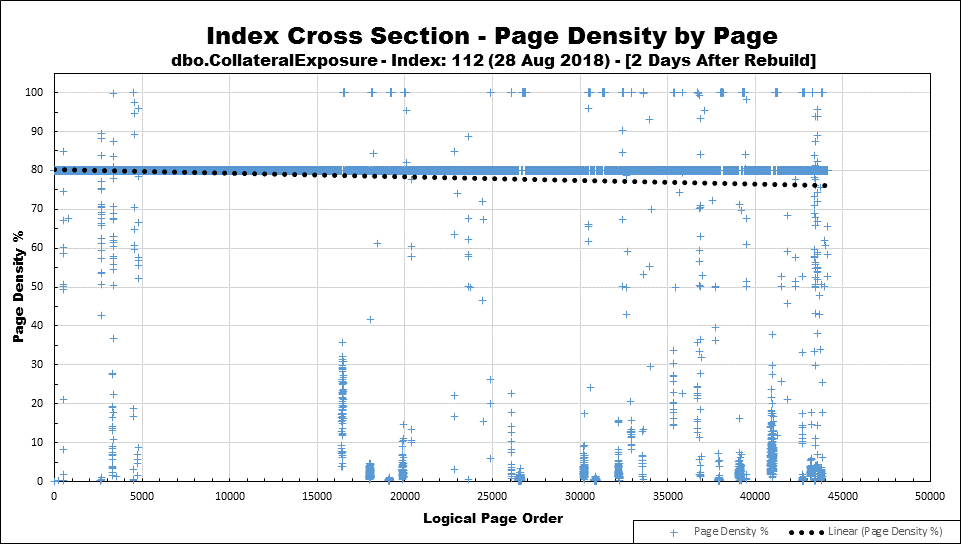 Index Cross Section - Page Density by Page
dbo.CollateralExposure - Index: 112 (28 Aug 2018) - [2 Days After Rebuild]
Page Density %
100
90
80
70
60
50
40
30
20
10
0
0 5000 10000 15000 20000 25000 30000 35000 40000 45000 50000
Logical Page Order
Page Density % Linear (Page Density %)